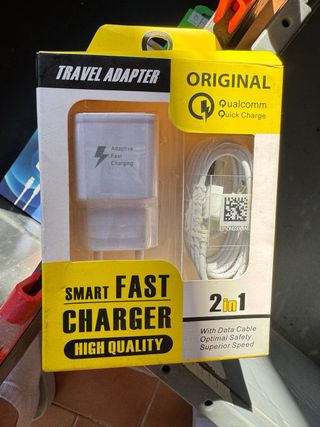 TRAVEL ADAPTER
ORIGINAL
Qualcomm
Quick Charge
Adaptive
Fast
Charging
SMART FAST
CHARGER
HIGH QUALITY
2in1
With Data Cable
Optimal Safety
Superior Speed